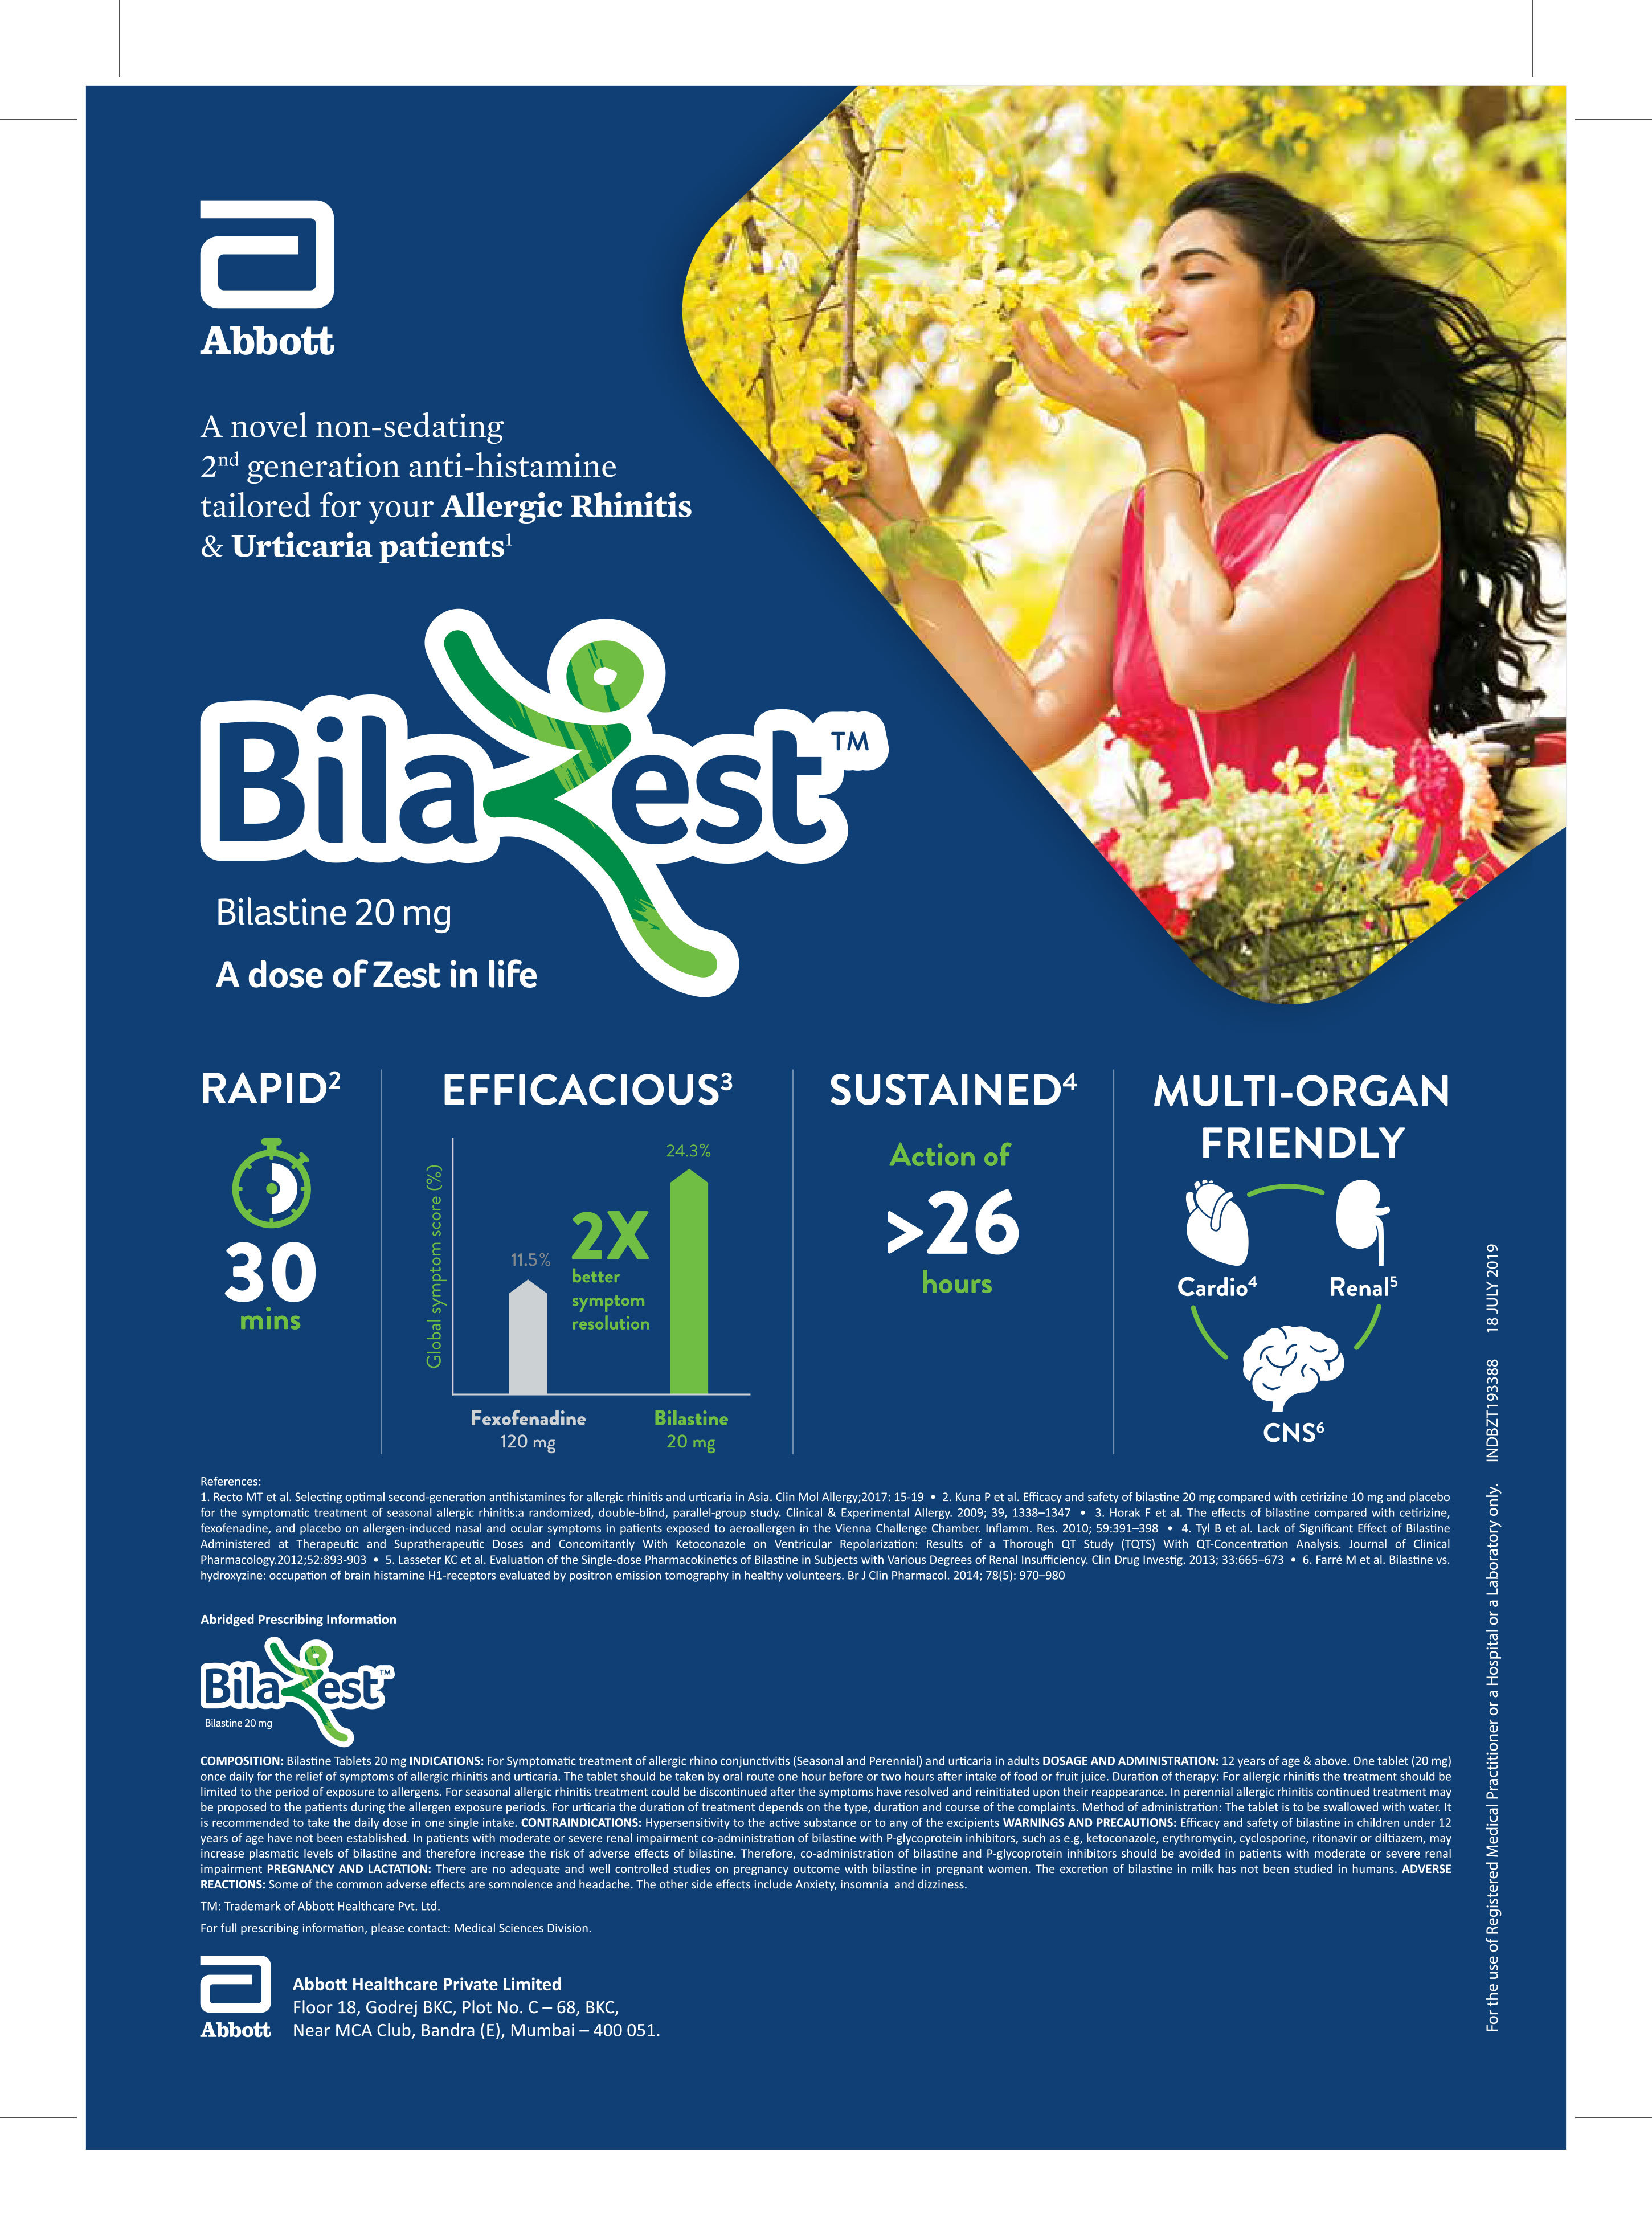 Abbott
A novel non-sedating
2nd generation anti-histamine
tailored for your Allergic Rhinitis
& Urticaria patients1
BilaZest™
Bilastine 20 mg
A dose of Zest in life
RAPID2
30
mins
EFFICACIOUS3
Global symptom score (%)
11.5%
24.3%
2X
better
symptom
resolution
Fexofenadine
120 mg
Bilastine
20 mg
SUSTAINED4
Action of
>26
hours
MULTI-ORGAN
FRIENDLY
Cardio4
Renal5
CNS6
References:
1. Recto MT et al. Selecting optimal second-generation antihistamines for allergic rhinitis and urticaria in Asia. Clin Mol Allergy;2017: 15-19 • 2. Kuna P et al. Efficacy and safety of bilastine 20 mg compared with cetirizine 10 mg and placebo
for the symptomatic treatment of seasonal allergic rhinitis:a randomized, double-blind, parallel-group study. Clinical & Experimental Allergy. 2009; 39, 1338–1347 • 3. Horak F et al. The effects of bilastine compared with cetirizine,
fexofenadine, and placebo on allergen-induced nasal and ocular symptoms in patients exposed to aeroallergen in the Vienna Challenge Chamber. Inflamm. Res. 2010; 59:391–398 • 4. Tyl B et al. Lack of Significant Effect of Bilastine
Administered at Therapeutic and Supratherapeutic Doses and Concomitantly With Ketoconazole on Ventricular Repolarization: Results of a Thorough QT Study (TQTS) With QT-Concentration Analysis. Journal of Clinical
Pharmacology.2012;52:893-903 • 5. Lasseter KC et al. Evaluation of the Single-dose Pharmacokinetics of Bilastine in Subjects with Various Degrees of Renal Insufficiency. Clin Drug Investig. 2013; 33:665–673 • 6. Farré M et al. Bilastine vs.
hydroxyzine: occupation of brain histamine H1-receptors evaluated by positron emission tomography in healthy volunteers. Br J Clin Pharmacol. 2014; 78(5): 970–980
Abridged Prescribing Information
BilaZest™
Bilastine 20 mg
COMPOSITION: Bilastine Tablets 20 mg INDICATIONS: For Symptomatic treatment of allergic rhino conjunctivitis (Seasonal and Perennial) and urticaria in adults DOSAGE AND ADMINISTRATION: 12 years of age & above. One tablet (20 mg)
once daily for the relief of symptoms of allergic rhinitis and urticaria. The tablet should be taken by oral route one hour before or two hours after intake of food or fruit juice. Duration of therapy: For allergic rhinitis the treatment should be
limited to the period of exposure to allergens. For seasonal allergic rhinitis treatment could be discontinued after the symptoms have resolved and reinitiated upon their reappearance. In perennial allergic rhinitis continued treatment may
be proposed to the patients during the allergen exposure periods. For urticaria the duration of treatment depends on the type, duration and course of the complaints. Method of administration: The tablet is to be swallowed with water. It
is recommended to take the daily dose in one single intake. CONTRAINDICATIONS: Hypersensitivity to the active substance or to any of the excipients WARNINGS AND PRECAUTIONS: Efficacy and safety of bilastine in children under 12
years of age have not been established. In patients with moderate or severe renal impairment co-administration of bilastine with P-glycoprotein inhibitors, such as e.g, ketoconazole, erythromycin, cyclosporine, ritonavir or diltiazem, may
increase plasmatic levels of bilastine and therefore increase the risk of adverse effects of bilastine. Therefore, co-administration of bilastine and P-glycoprotein inhibitors should be avoided in patients with moderate or severe renal
impairment PREGNANCY AND LACTATION: There are no adequate and well controlled studies on pregnancy outcome with bilastine in pregnant women. The excretion of bilastine in milk has not been studied in humans. ADVERSE
REACTIONS: Some of the common adverse effects are somnolence and headache. The other side effects include Anxiety, insomnia and dizziness.
TM: Trademark of Abbott Healthcare Pvt. Ltd.
For full prescribing information, please contact: Medical Sciences Division.
Abbott
Abbott Healthcare Private Limited
Floor 18, Godrej BKC, Plot No. C – 68, BKC,
Near MCA Club, Bandra (E), Mumbai – 400 051.
For the use of Registered Medical Practitioner or a Hospital or a Laboratory only. INDBZT193388 18 JULY 2019